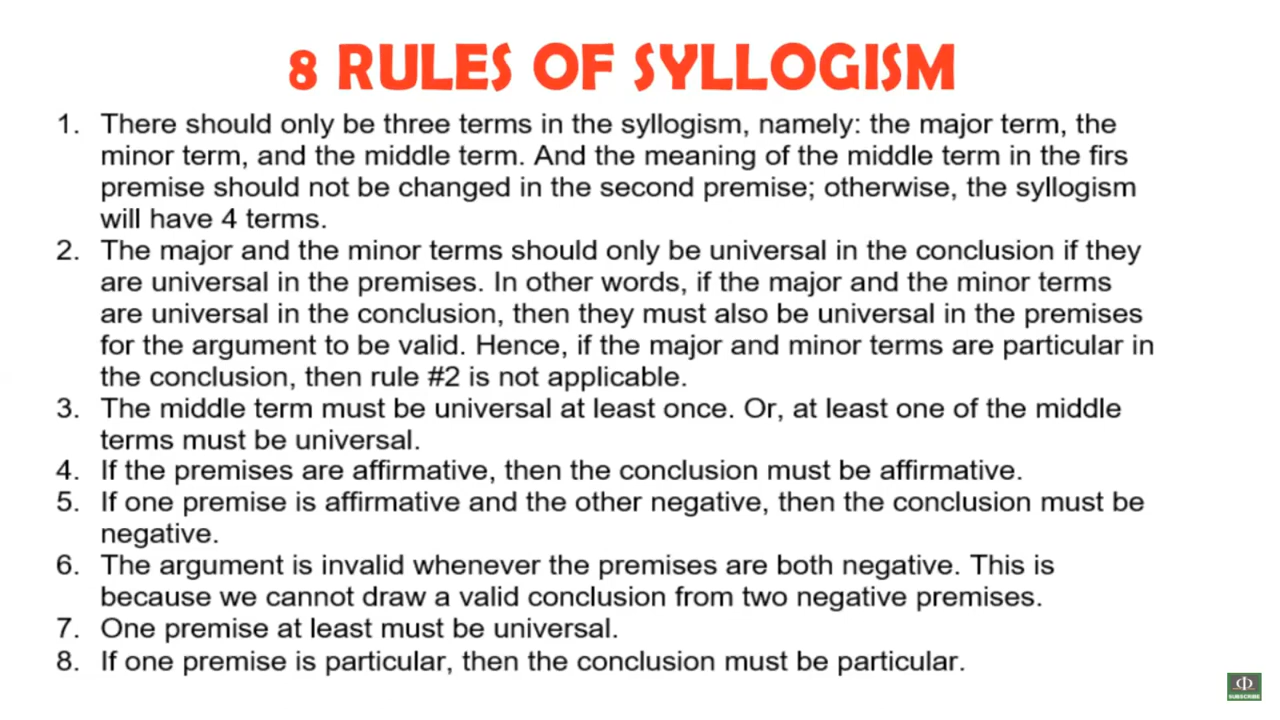 8 RULES OF SYLLOGISM
1. There should only be three terms in the syllogism, namely: the major term, the
minor term, and the middle term. And the meaning of the middle term in the firs
premise should not be changed in the second premise; otherwise, the syllogism
will have 4 terms.
2. The major and the minor terms should only be universal in the conclusion if they
are universal in the premises. In other words, if the major and the minor terms
are universal in the conclusion, then they must also be universal in the premises
for the argument to be valid. Hence, if the major and minor terms are particular in
the conclusion, then rule #2 is not applicable.
3. The middle term must be universal at least once. Or, at least one of the middle
terms must be universal.
4. If the premises are affirmative, then the conclusion must be affirmative.
5. If one premise is affirmative and the other negative, then the conclusion must be
negative.
6. The argument is invalid whenever the premises are both negative. This is
because we cannot draw a valid conclusion from two negative premises.
7. One premise at least must be universal.
8. If one premise is particular, then the conclusion must be particular.
Φ
SUBSCRIBE